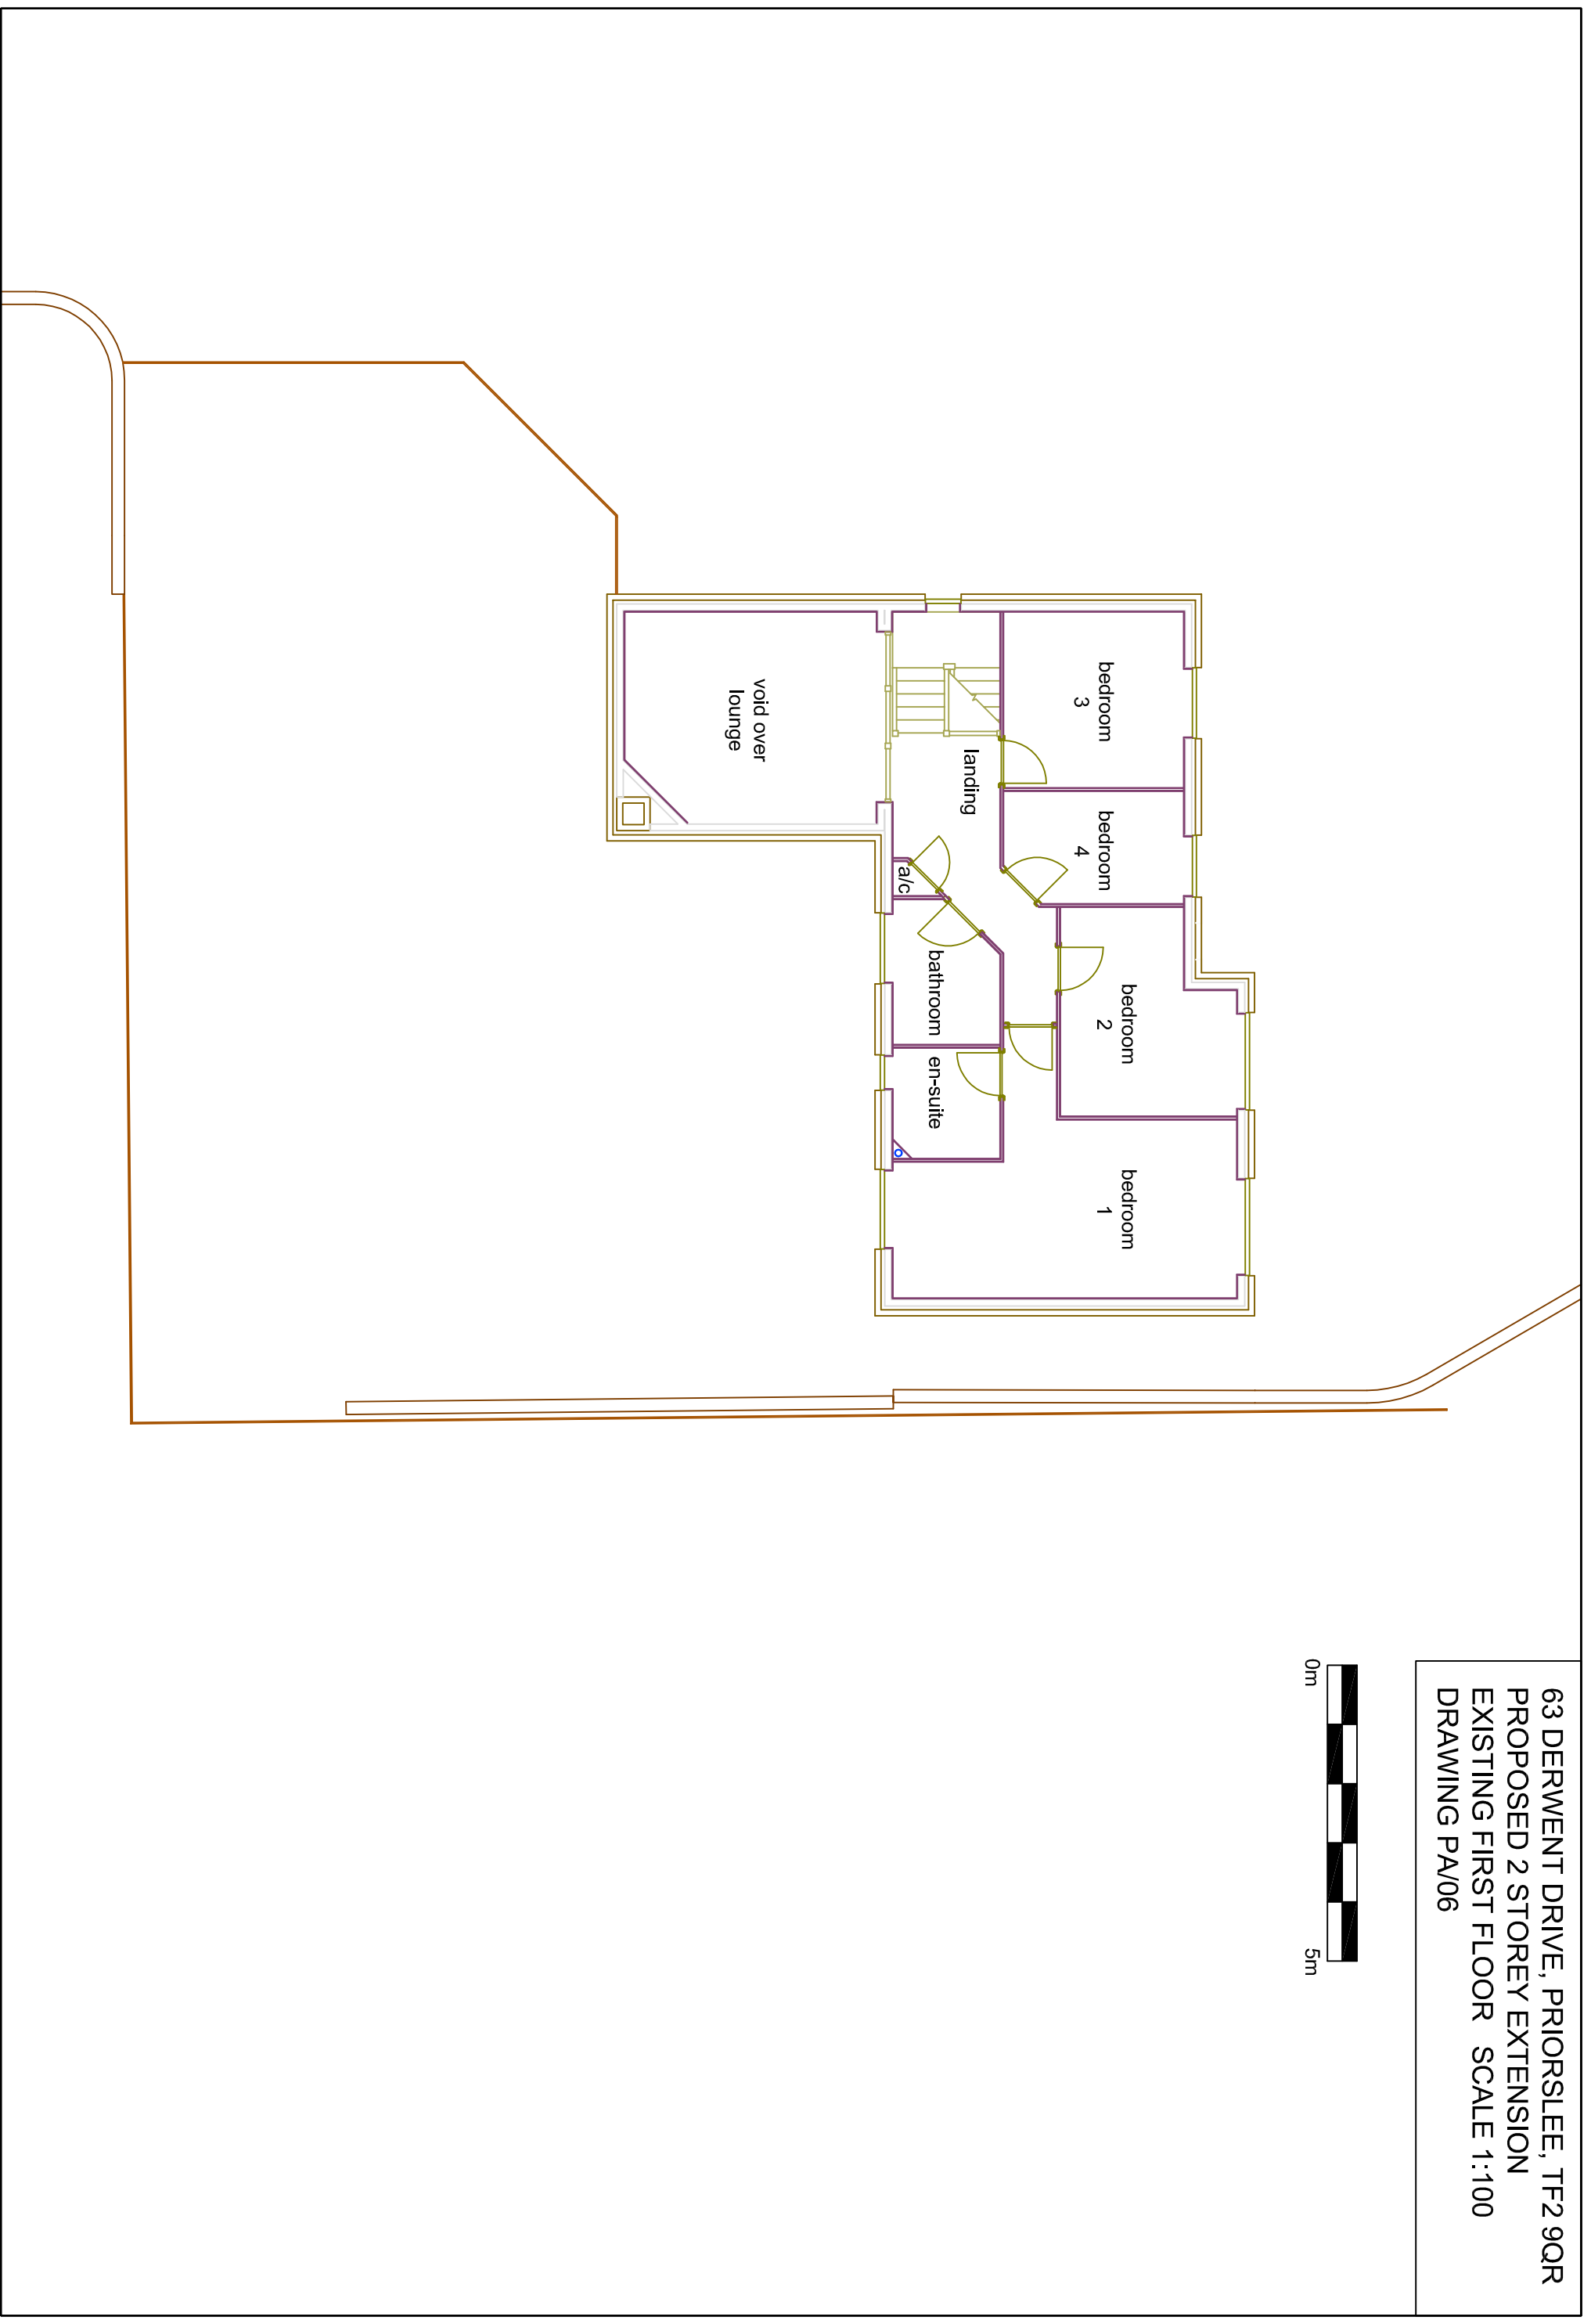 63 DERWENT DRIVE, PRIORSLEE, TF2 9QR
PROPOSED 2 STOREY EXTENSION
EXISTING FIRST FLOOR SCALE 1:100
DRAWING PA/06
0m
5m
bedroom
3
bedroom
4
bedroom
2
bedroom
1
landing
a/c
bathroom
en-suite
void over
lounge